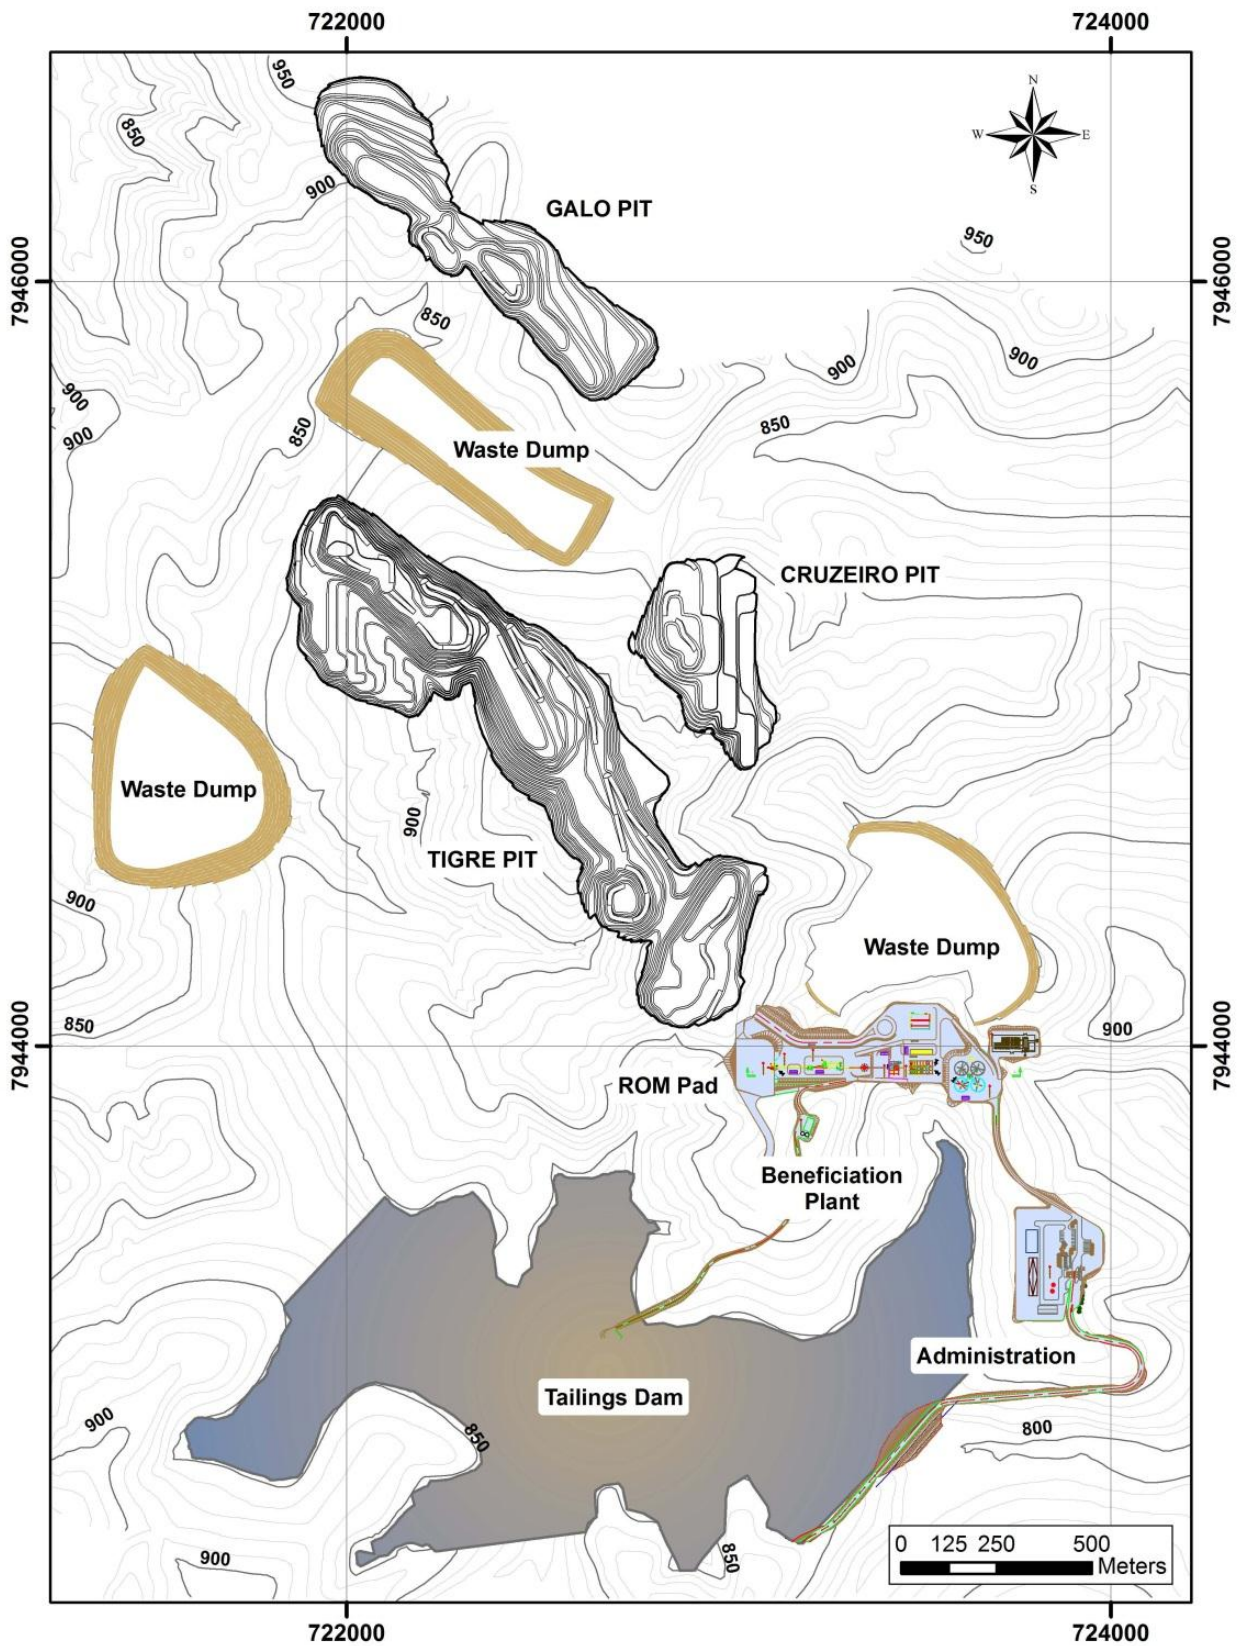 722000
724000
950
850
N
W
E
S
900
GALO PIT
950
7946000
7946000
850
900
900
900
900
850
850
Waste Dump
CRUZEIRO PIT
Waste Dump
900
TIGRE PIT
900
Waste Dump
850
900
7944000
7944000
ROM Pad
Beneficiation
Plant
Administration
Tailings Dam
900
850
800
0 125 250 500
Meters
900
850
722000
724000